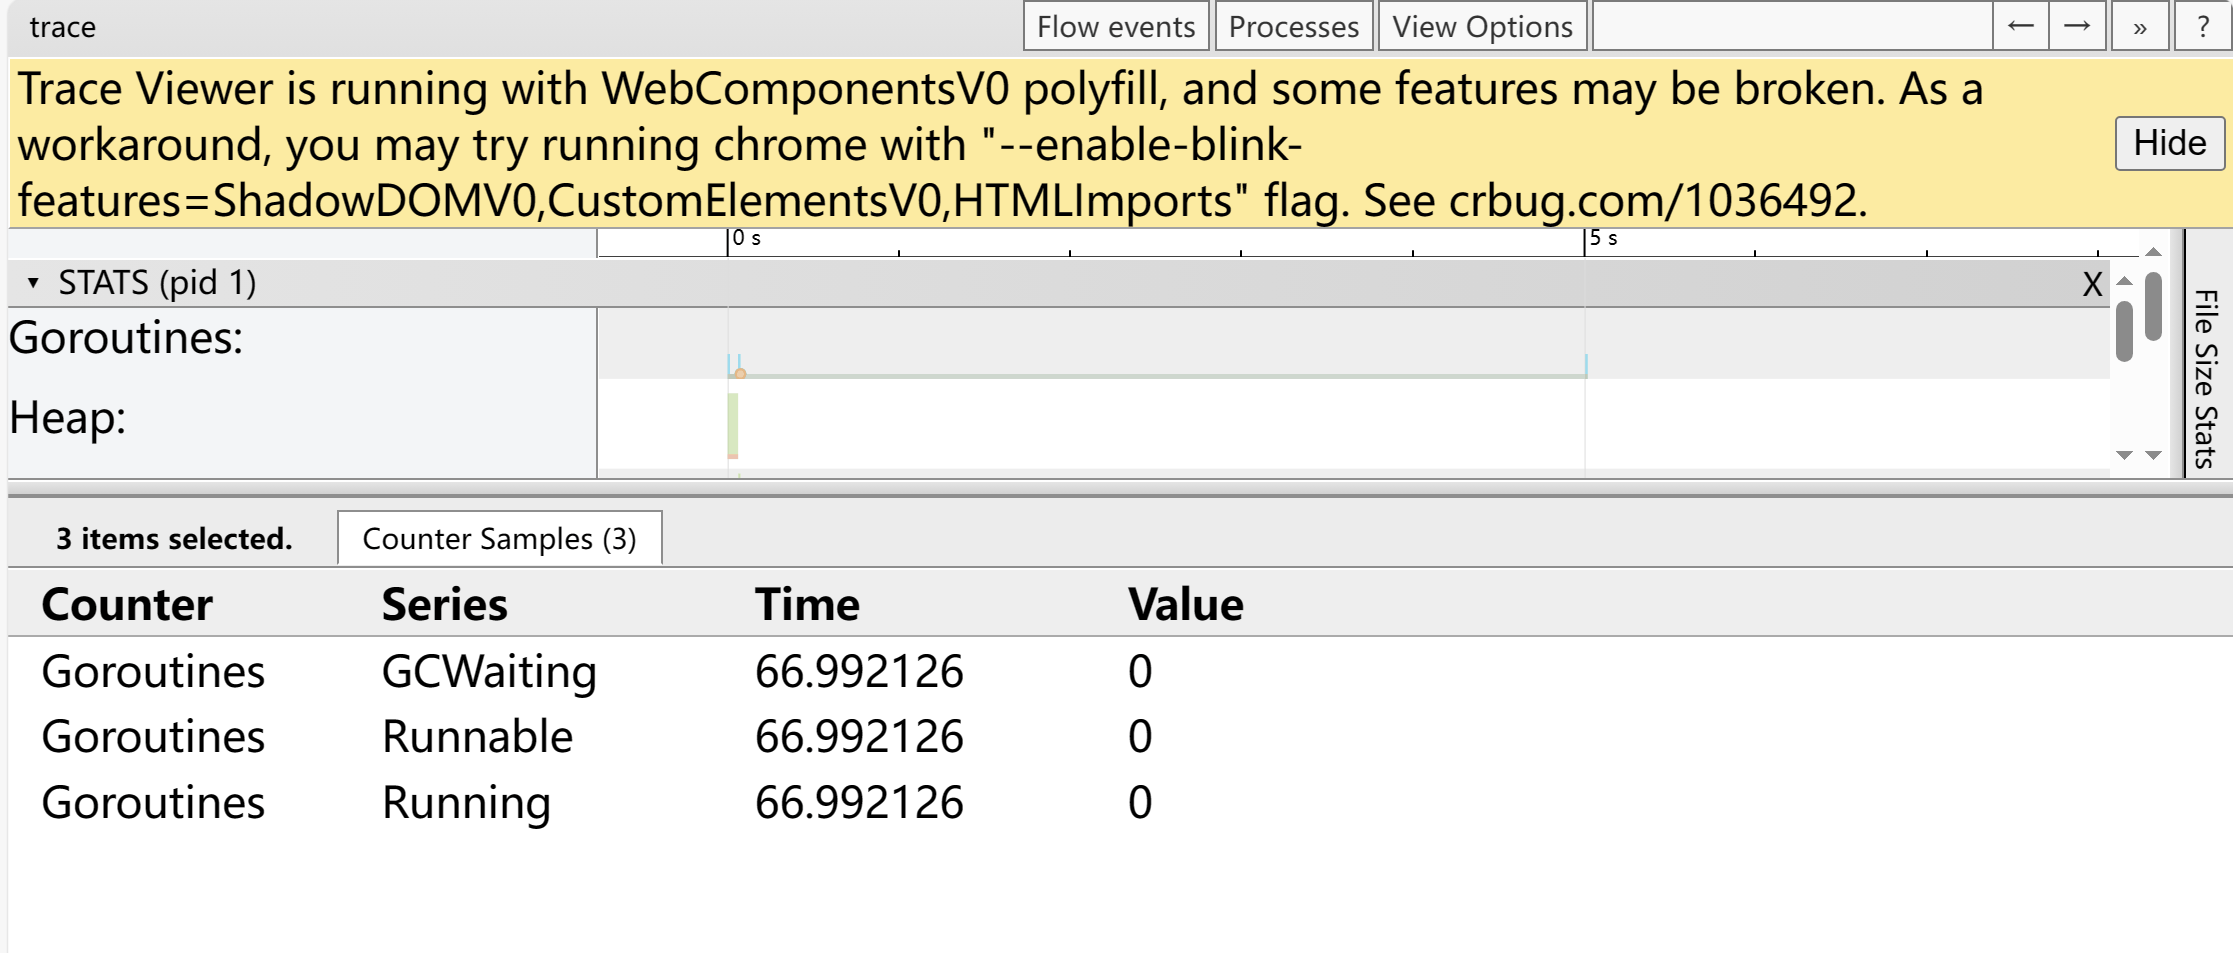 trace
Flow events Processes View Options ← → » ?
Trace Viewer is running with WebComponentsV0 polyfill, and some features may be broken. As a
workaround, you may try running chrome with "--enable-blink-
features=ShadowDOMV0,CustomElementsV0,HTMLImports" flag. See crbug.com/1036492.
Hide
0 s 5 s
▾ STATS (pid 1) X
Goroutines:
Heap:
File Size Stats
3 items selected. Counter Samples (3)
Counter Series Time Value
Goroutines GCWaiting 66.992126 0
Goroutines Runnable 66.992126 0
Goroutines Running 66.992126 0